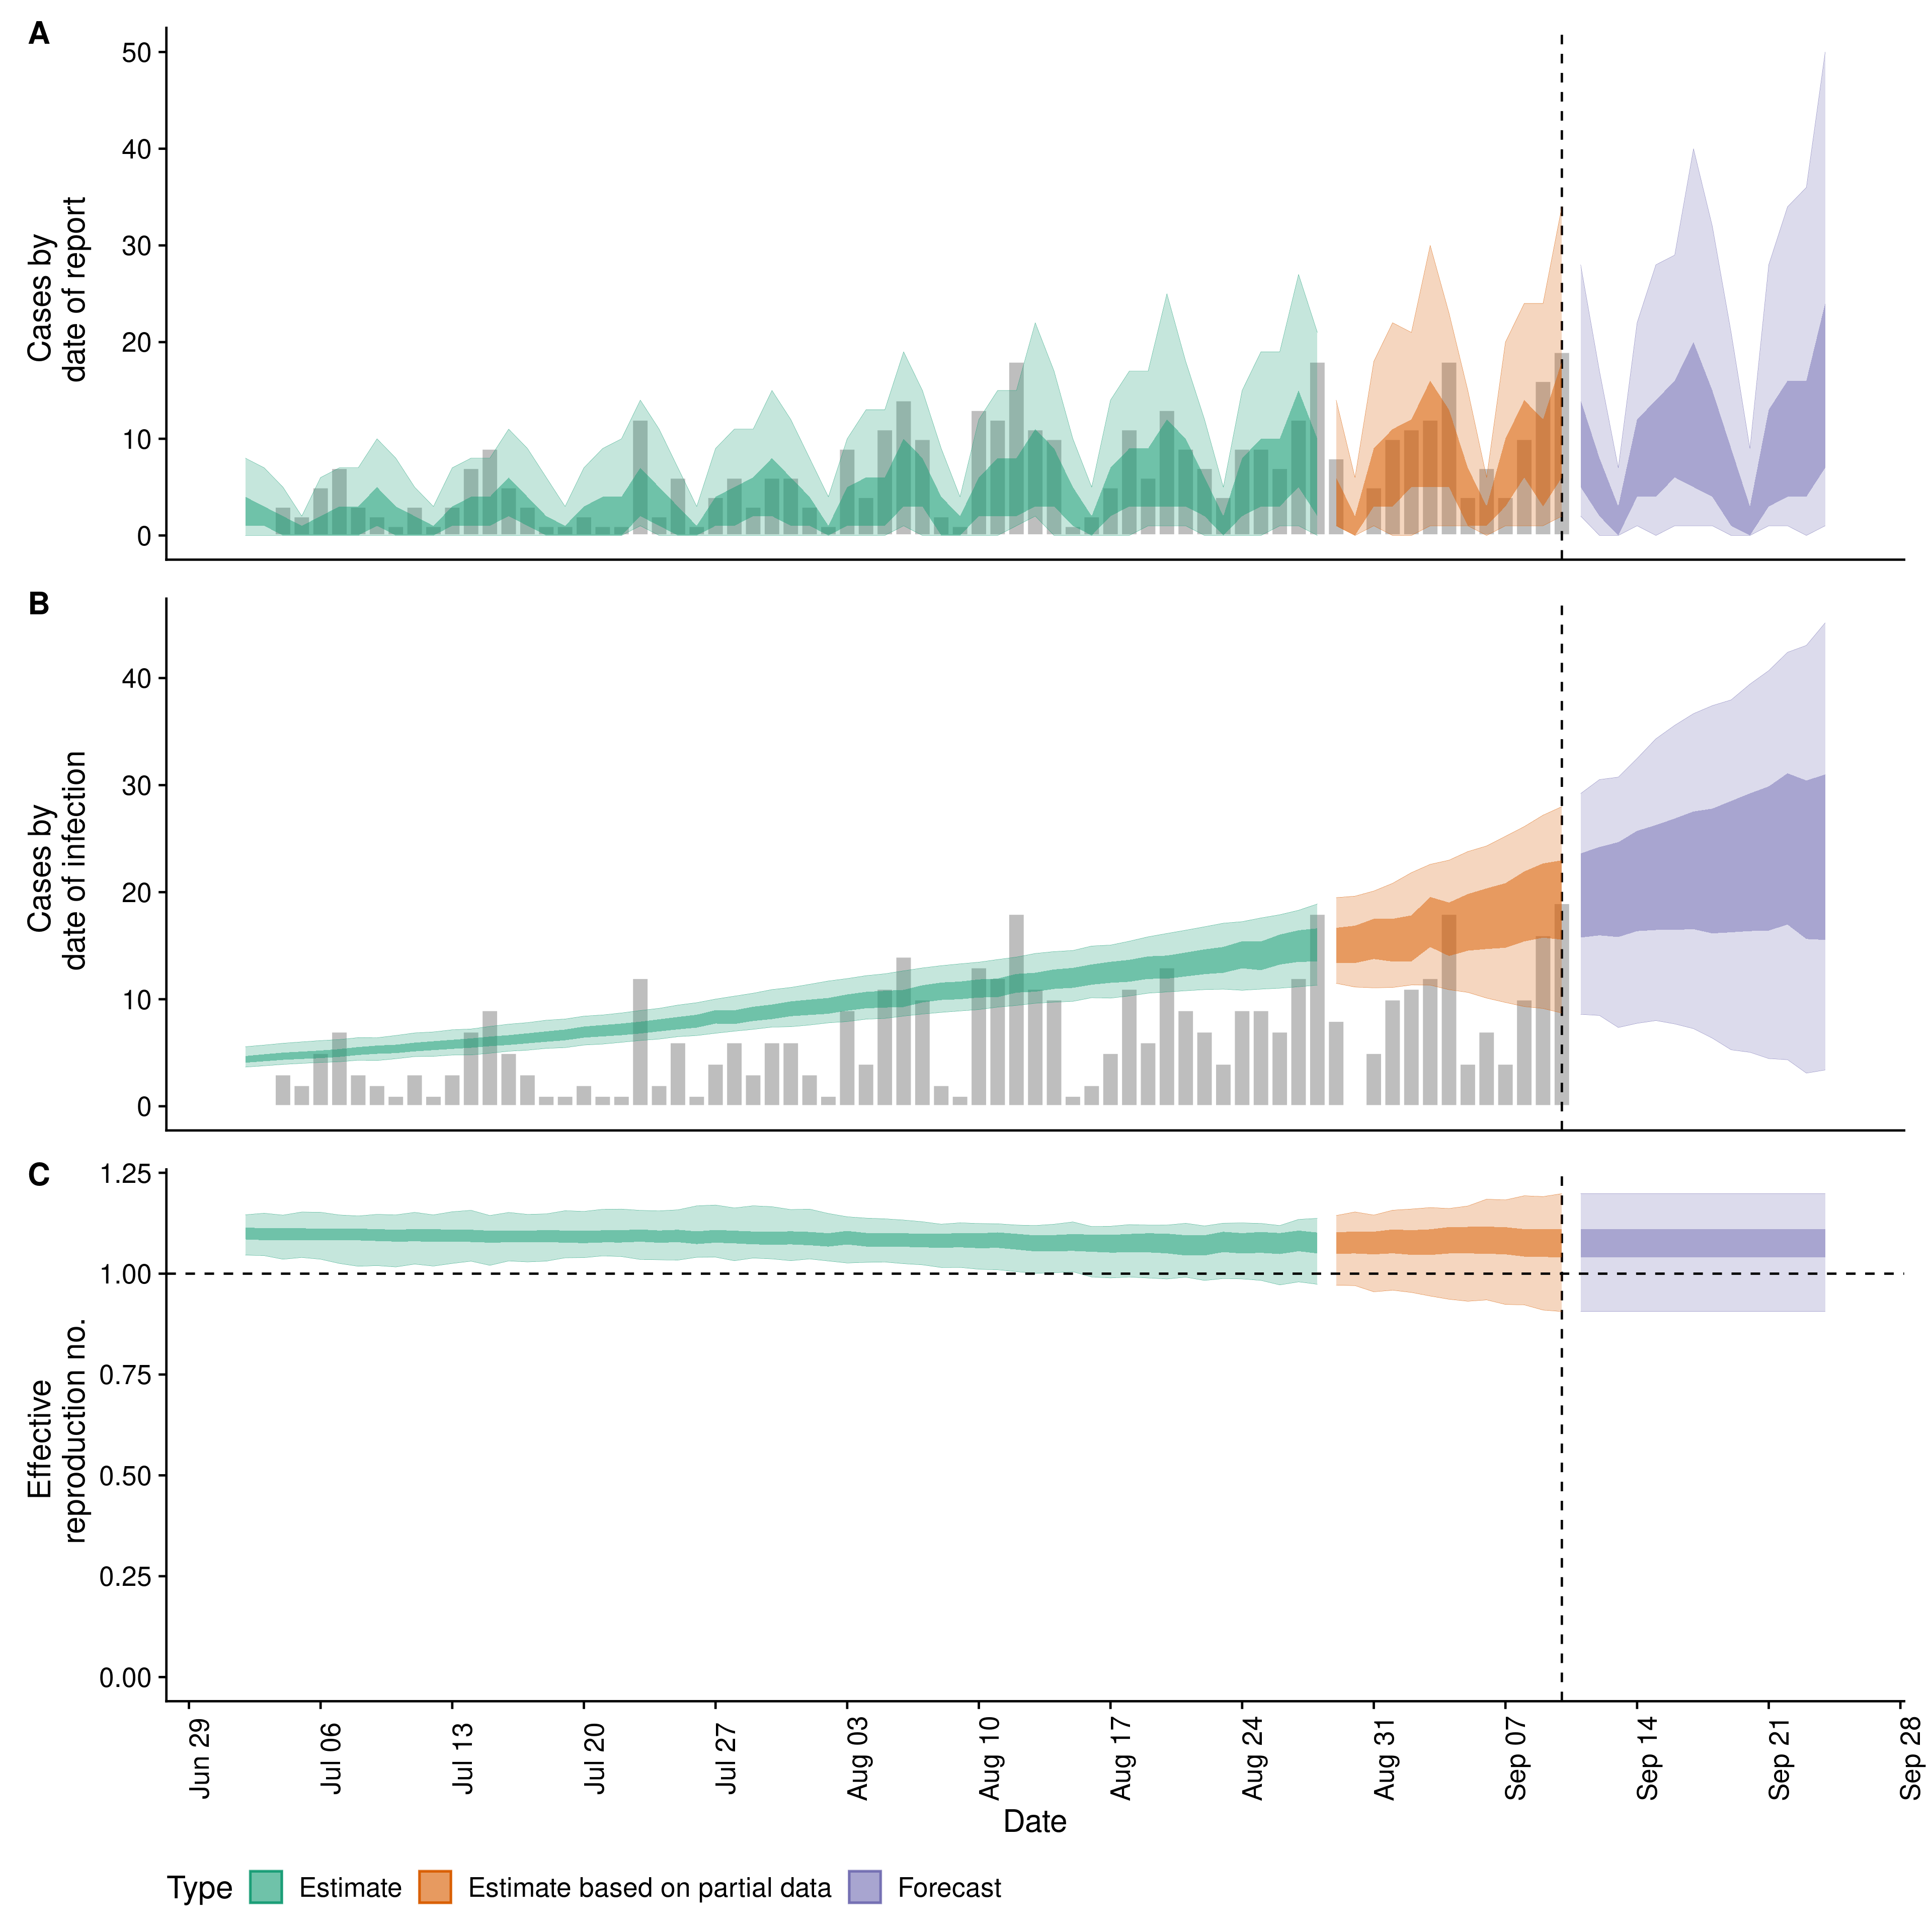 A
50
40
30
20
10
0
Cases by
date of report
B
40
30
20
10
0
Cases by
date of infection
C
1.25
1.00
0.75
0.50
0.25
0.00
Effective
reproduction no.
Jun 29
Jul 06
Jul 13
Jul 20
Jul 27
Aug 03
Aug 10
Aug 17
Aug 24
Aug 31
Sep 07
Sep 14
Sep 21
Sep 28
Date
Type Estimate Estimate based on partial data Forecast